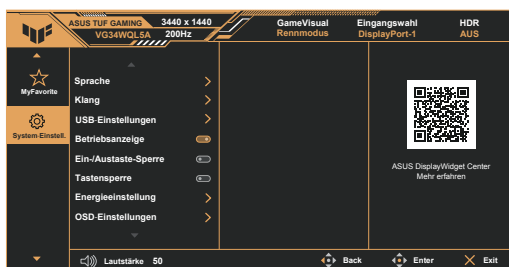 ASUS TUF GAMING 3440 x 1440
VG34WQL5A 200Hz
GameVisual
Rennmodus
Eingangswahl
DisplayPort-1
HDR
AUS
MyFavorite
System-Einstell.
Sprache
Klang
USB-Einstellungen
Betriebsanzeige
Ein-/Austaste-Sperre
Tastensperre
Energieeinstellung
OSD-Einstellungen
ASUS DisplayWidget Center
Mehr erfahren
Lautstärke 50
Back
Enter
Exit